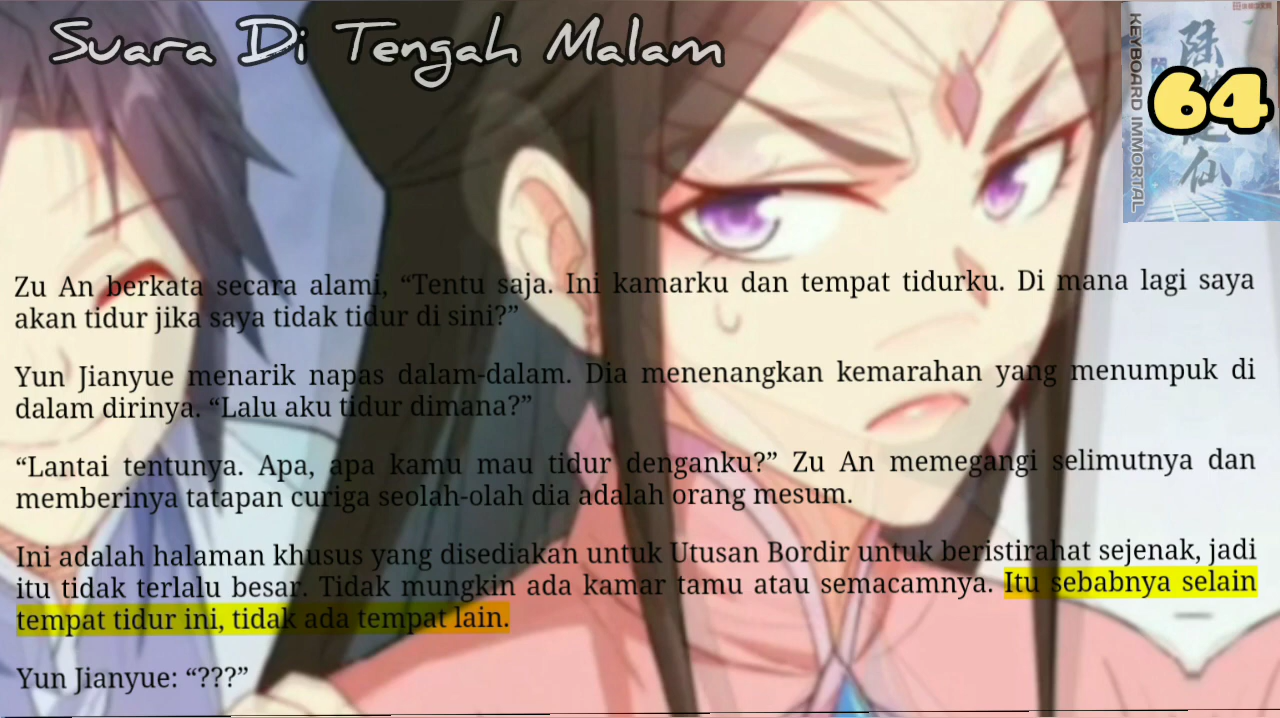 Suara Di Tengah Malam
KEYBOARD IMMORTAL
64
Zu An berkata secara alami, “Tentu saja. Ini kamarku dan tempat tidurku. Di mana lagi saya
akan tidur jika saya tidak tidur di sini?”
Yun Jianyue menarik napas dalam-dalam. Dia menenangkan kemarahan yang menumpuk di
dalam dirinya. “Lalu aku tidur dimana?”
“Lantai tentunya. Apa, apa kamu mau tidur denganku?” Zu An memegangi selimutnya dan
memberinya tatapan curiga seolah-olah dia adalah orang mesum.
Ini adalah halaman khusus yang disediakan untuk Utusan Bordir untuk beristirahat sejenak, jadi
itu tidak terlalu besar. Tidak mungkin ada kamar tamu atau semacamnya. Itu sebabnya selain
tempat tidur ini, tidak ada tempat lain.
Yun Jianyue: “???”